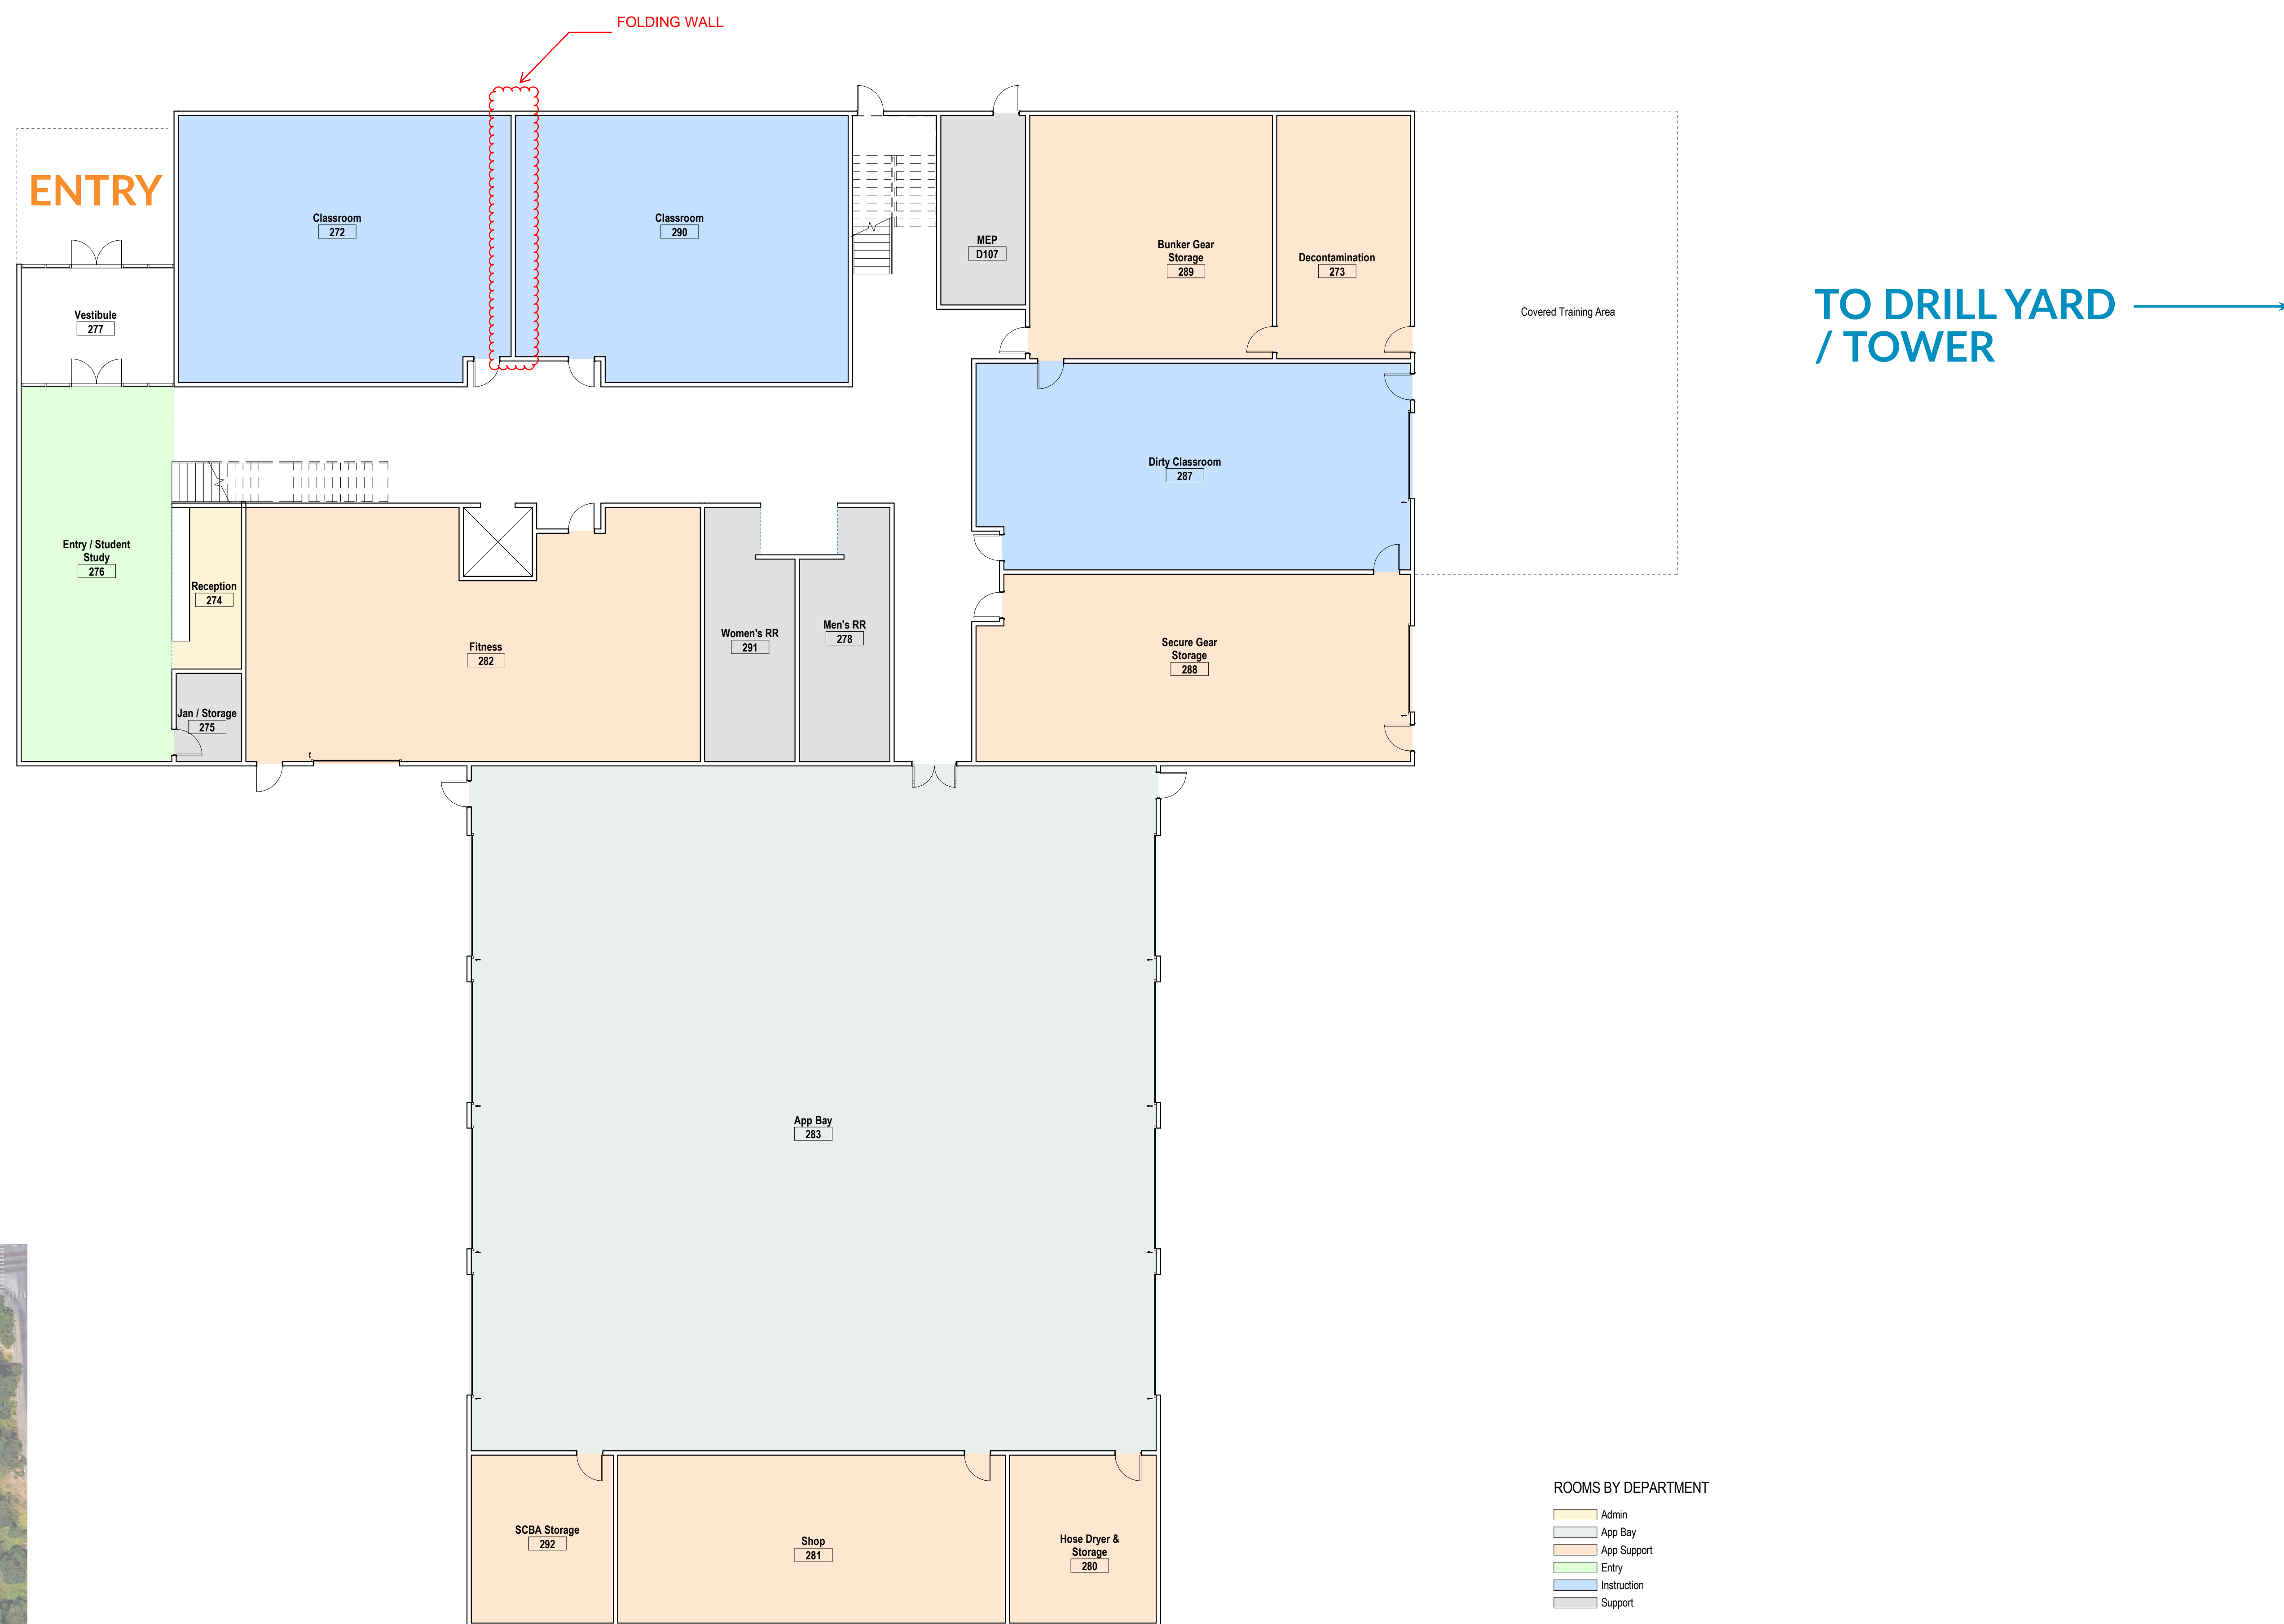 FOLDING WALL
ENTRY
Classroom
272
Classroom
290
MEP
D107
Bunker Gear
Storage
289
Decontamination
273
Vestibule
277
Covered Training Area
TO DRILL YARD
/ TOWER
Dirty Classroom
287
Entry / Student
Study
276
Reception
274
Fitness
282
Women's RR
291
Men's RR
278
Secure Gear
Storage
288
Jan / Storage
275
App Bay
283
SCBA Storage
292
Shop
281
Hose Dryer &
Storage
280
ROOMS BY DEPARTMENT
Admin
App Bay
App Support
Entry
Instruction
Support